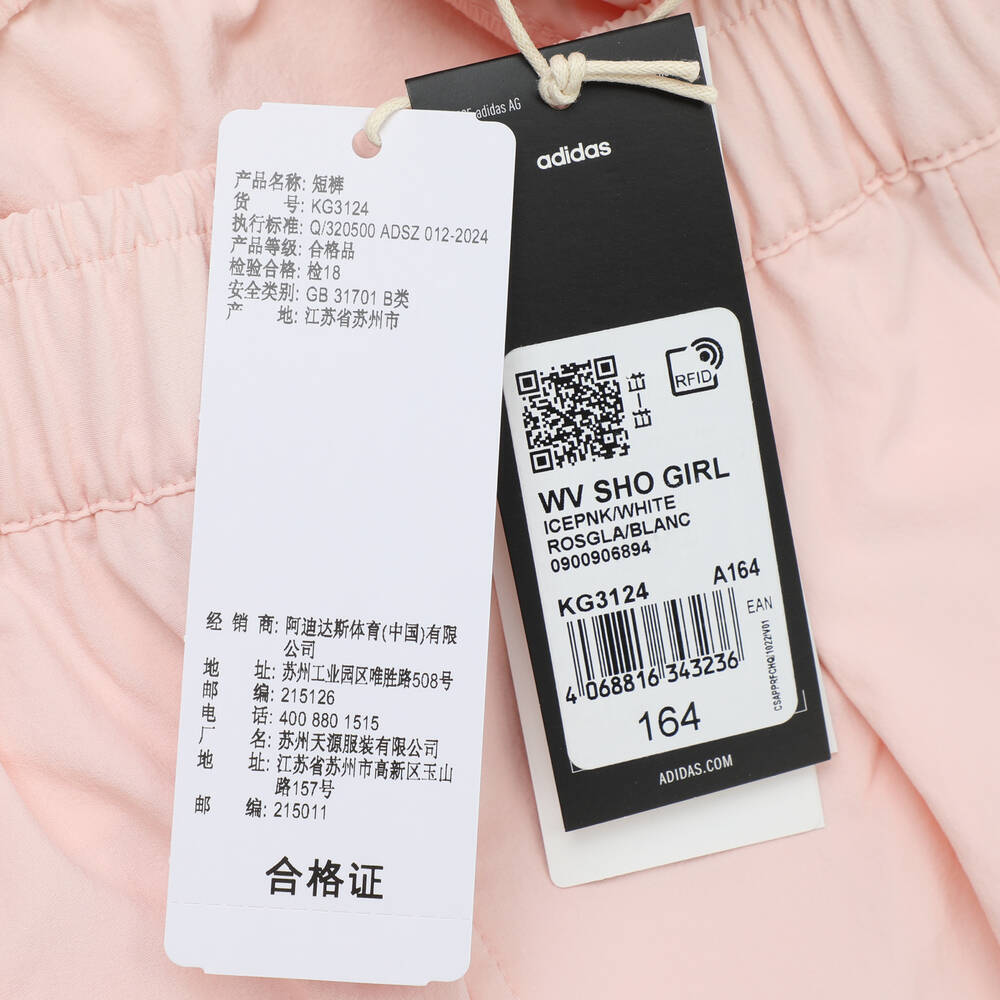 产品名称: 短裤
货 号: KG3124
执行标准: Q/320500 ADSZ 012-2024
产品等级: 合格品
检验合格: 检18
安全类别: GB 31701 B类
产 地: 江苏省苏州市
经 销 商: 阿迪达斯体育(中国)有限
公司
地 址: 苏州工业园区唯胜路508号
邮 编: 215126
电 话: 400 880 1515
厂 名: 苏州天源服装有限公司
地 址: 江苏省苏州市高新区玉山
路157号
邮 编: 215011
合格证
adidas AG
adidas
RFID
WV SHO GIRL
ICEPNK/WHITE
ROSGLA/BLANC
0900906894
KG3124 A164
EAN
4 068816 343236
CSAPPRFCHQ/1022/V01
164
ADIDAS.COM